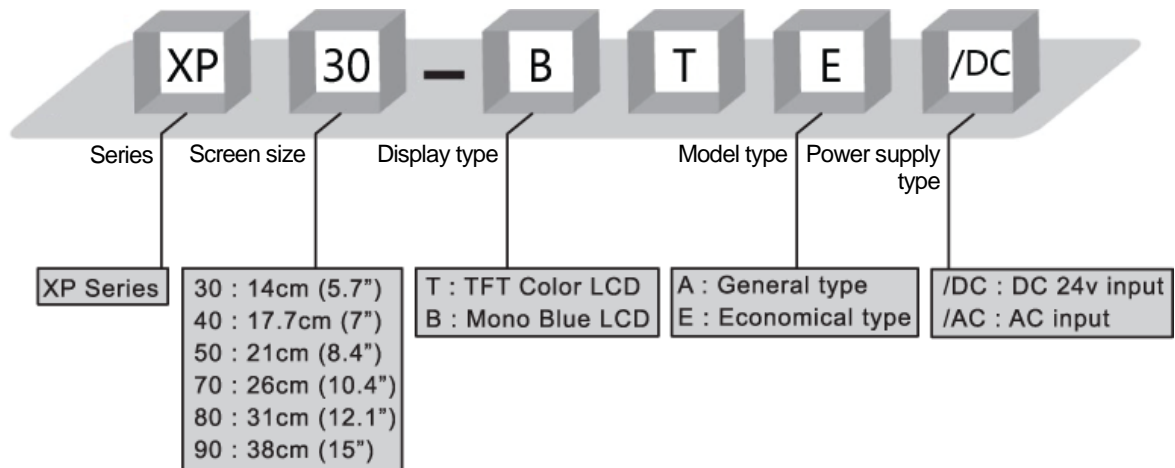 XP 30 - B T E /DC
Series
Screen size
Display type
Model type
Power supply
type
XP Series
30 : 14cm (5.7”)
40 : 17.7cm (7”)
50 : 21cm (8.4”)
70 : 26cm (10.4”)
80 : 31cm (12.1”)
90 : 38cm (15”)
T : TFT Color LCD
B : Mono Blue LCD
A : General type
E : Economical type
/DC : DC 24v input
/AC : AC input